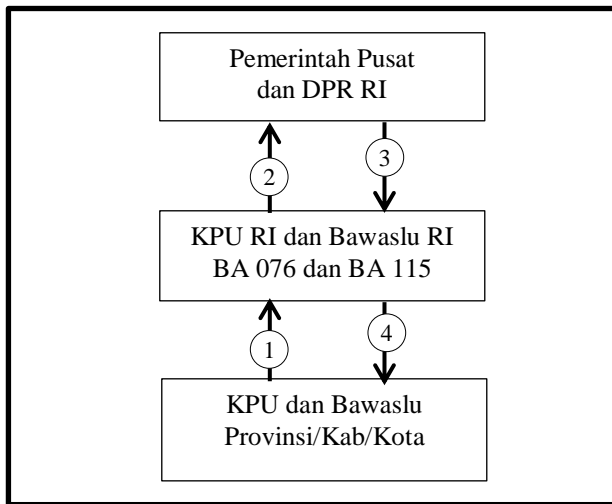 Pemerintah Pusat
dan DPR RI
2
3
KPU RI dan Bawaslu RI
BA 076 dan BA 115
1
4
KPU dan Bawaslu
Provinsi/Kab/Kota